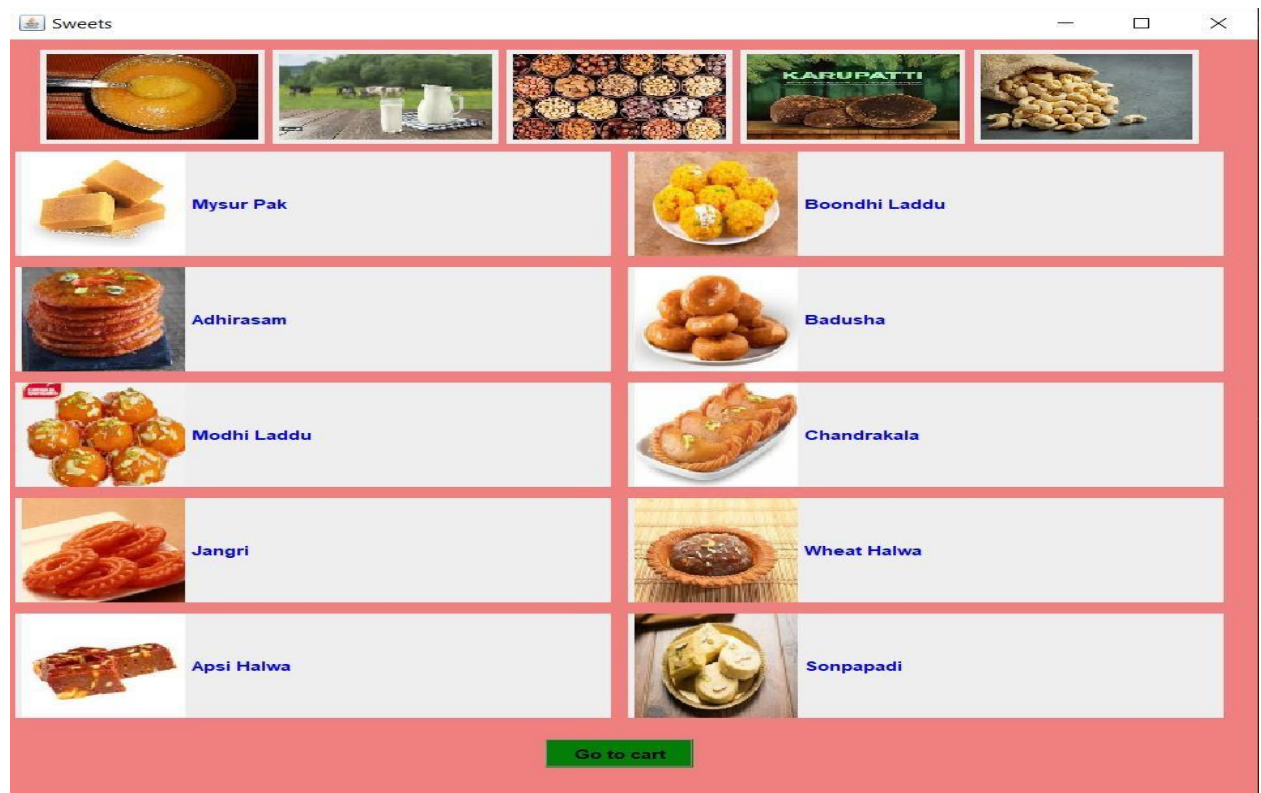 Sweets
KARUPATTI
Mysur Pak
Boondhi Laddu
Adhirasam
Badusha
Modhi Laddu
Chandrakala
Jangri
Wheat Halwa
Apsi Halwa
Sonpapadi
Go to cart